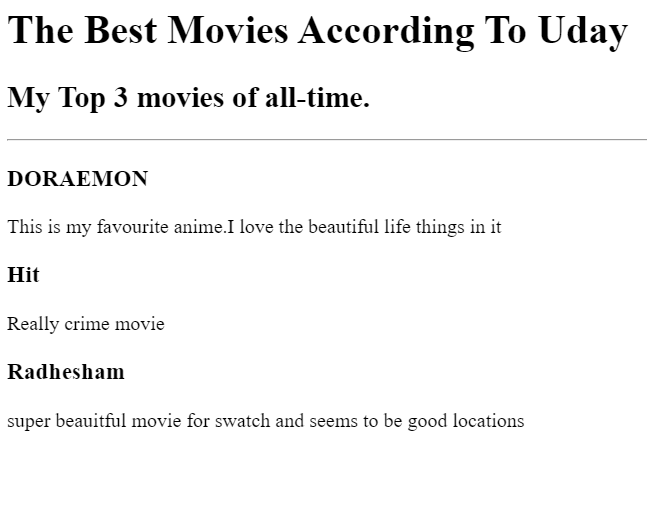 The Best Movies According To Uday
My Top 3 movies of all-time.
DORAEMON
This is my favourite anime.I love the beautiful life things in it
Hit
Really crime movie
Radhesham
super beauitful movie for swatch and seems to be good locations